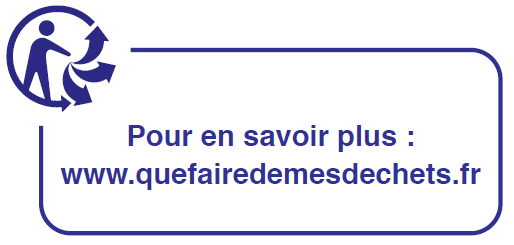 Pour en savoir plus :
www.quefairedemesdechets.fr